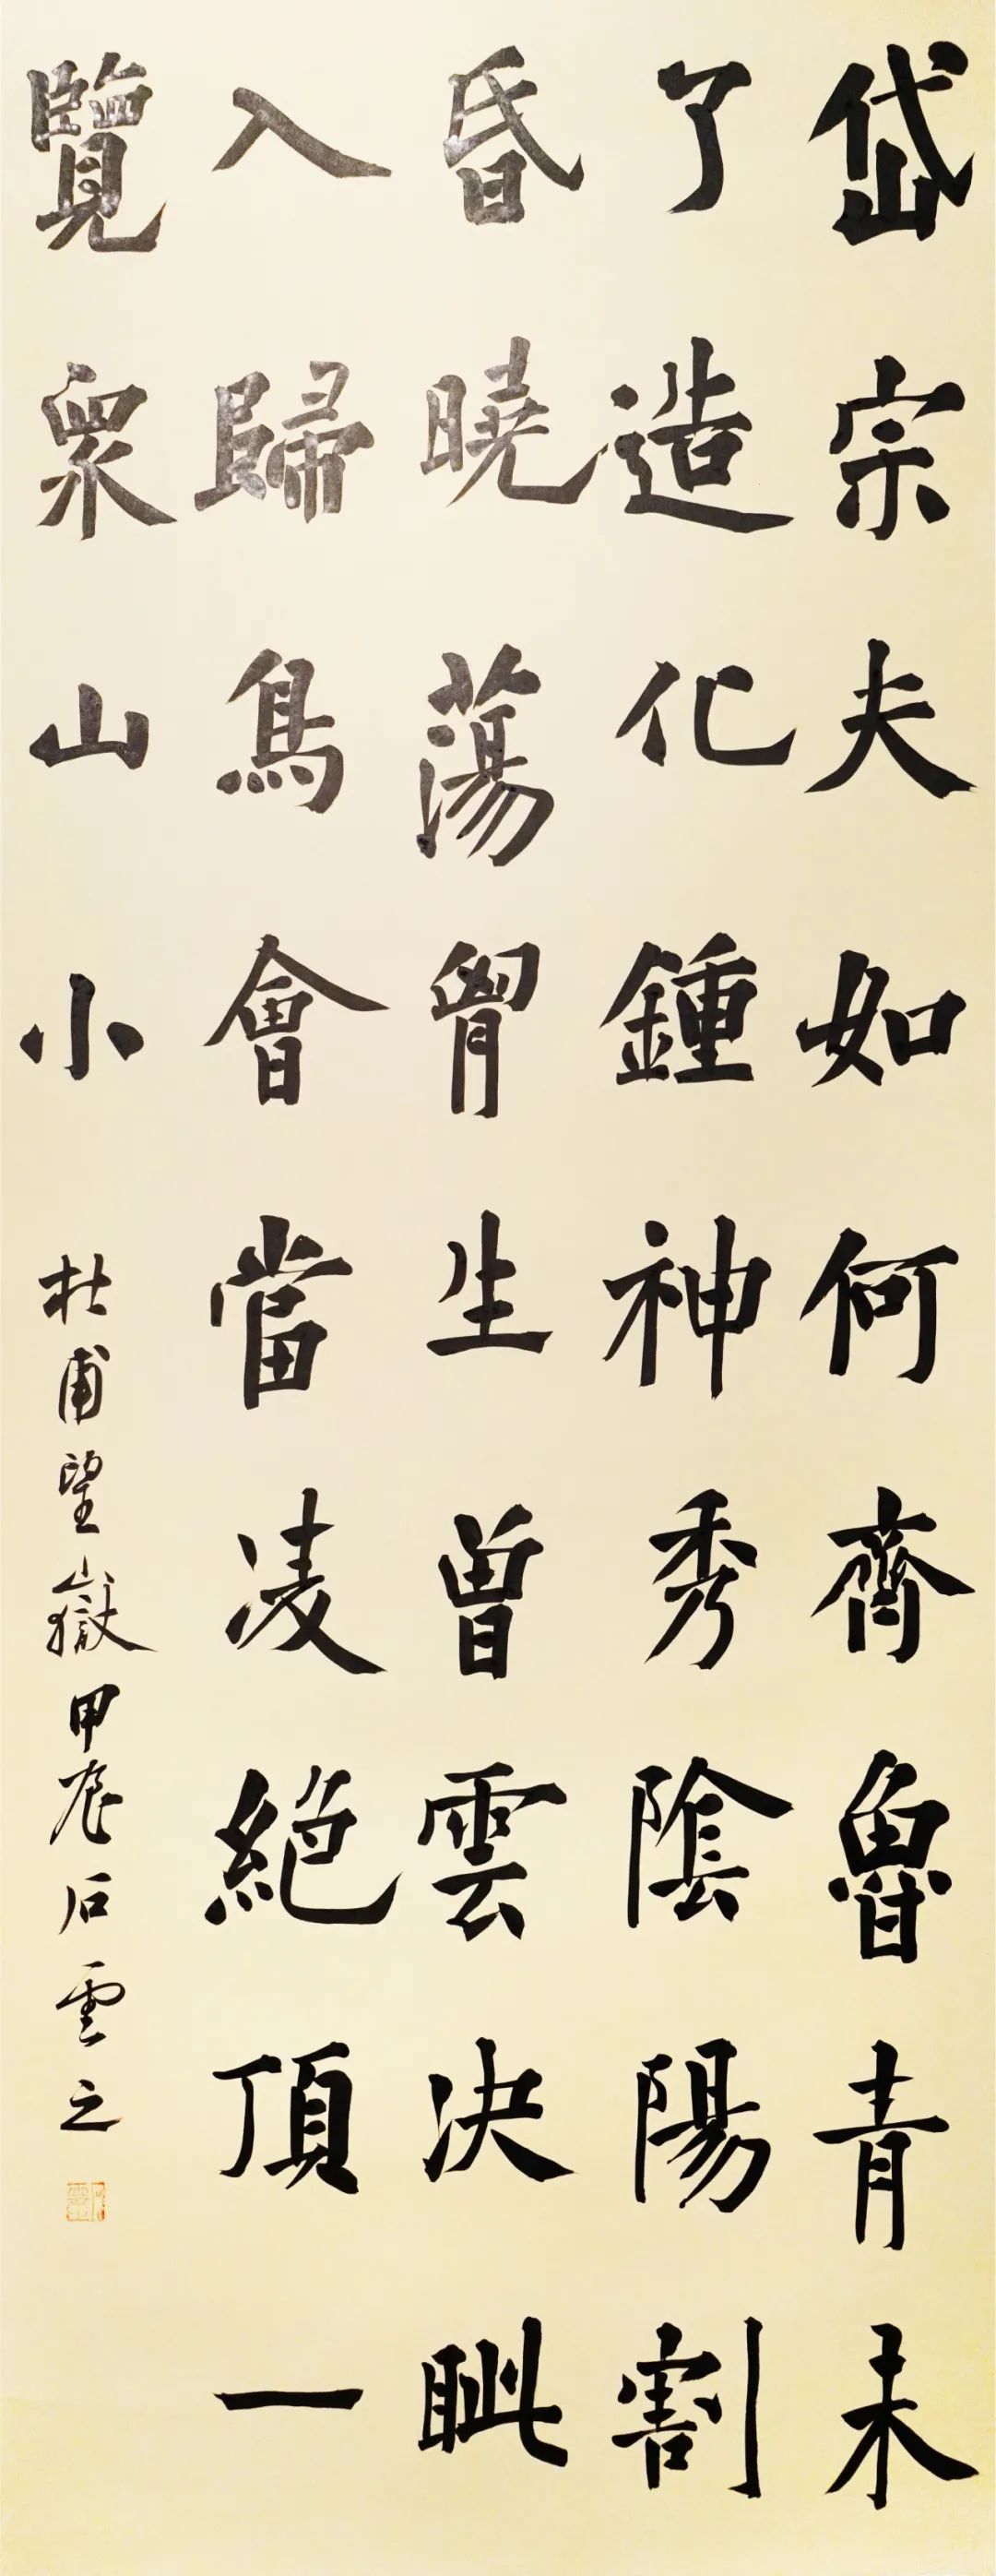 岱宗夫如何齊魯青未
了造化鍾神秀陰陽割
昏曉蕩胷生曾雲决眦
入歸鳥會當凌絶頂一
覽衆山小
杜甫望嶽甲辰石雲之